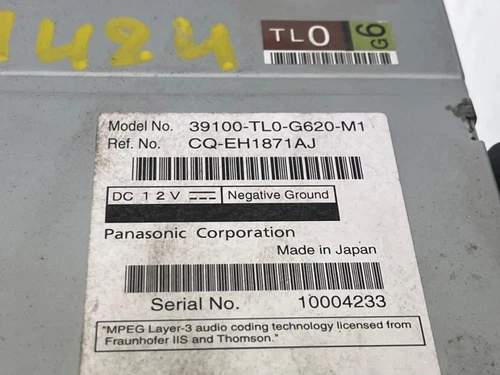 1484
TL0
G6
Model No. 39100-TL0-G620-M1
Ref. No. CQ-EH1871AJ
DC 12V Negative Ground
Panasonic Corporation
Made in Japan
Serial No. 10004233
"MPEG Layer-3 audio coding technology licensed from
Fraunhofer IIS and Thomson."